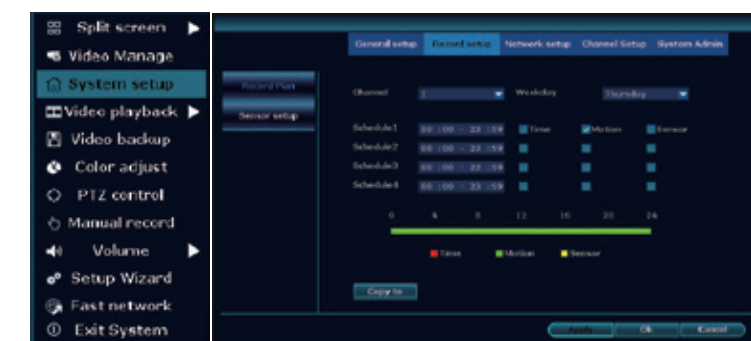 Split screen
Video Manage
System setup
Video playback
Video backup
Color adjust
PTZ control
Manual record
Volume
Setup Wizard
Fast network
Exit System
General setup Record setup Network setup Channel Setup System Admin
Record Plan
Sensor setup
Channel 1 Weekday Thursday
Schedule1 00 :00 - 23 :59 Time Motion Sensor
Schedule2 00 :00 - 23 :59
Schedule3 00 :00 - 23 :59
Schedule4 00 :00 - 23 :59
0 4 8 12 16 20 24
Time Motion Sensor
Copy to
Apply Ok Cancel